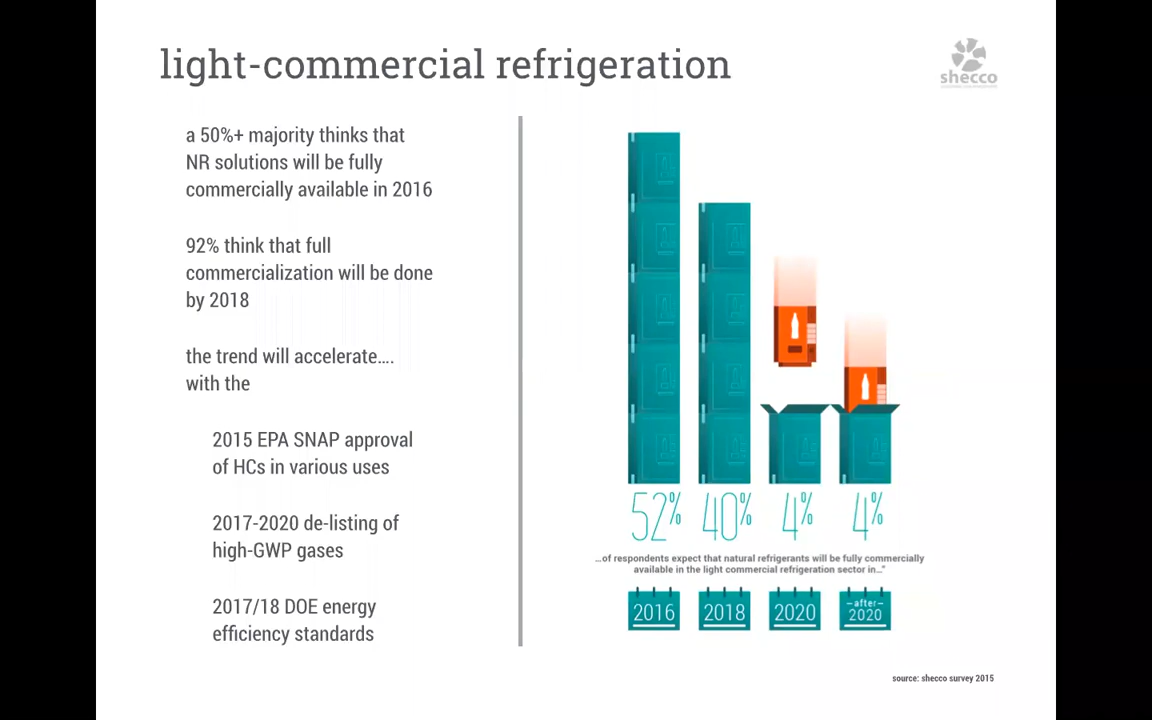 light-commercial refrigeration
shecco
a 50%+ majority thinks that
NR solutions will be fully
commercially available in 2016
92% think that full
commercialization will be done
by 2018
the trend will accelerate....
with the
2015 EPA SNAP approval
of HCs in various uses
2017-2020 de-listing of
high-GWP gases
2017/18 DOE energy
efficiency standards
52% 40% 4% 4%
...of respondents expect that natural refrigerants will be fully commercially
available in the light commercial refrigeration sector in..."
2016 2018 2020 –after– 2020
source: shecco survey 2015